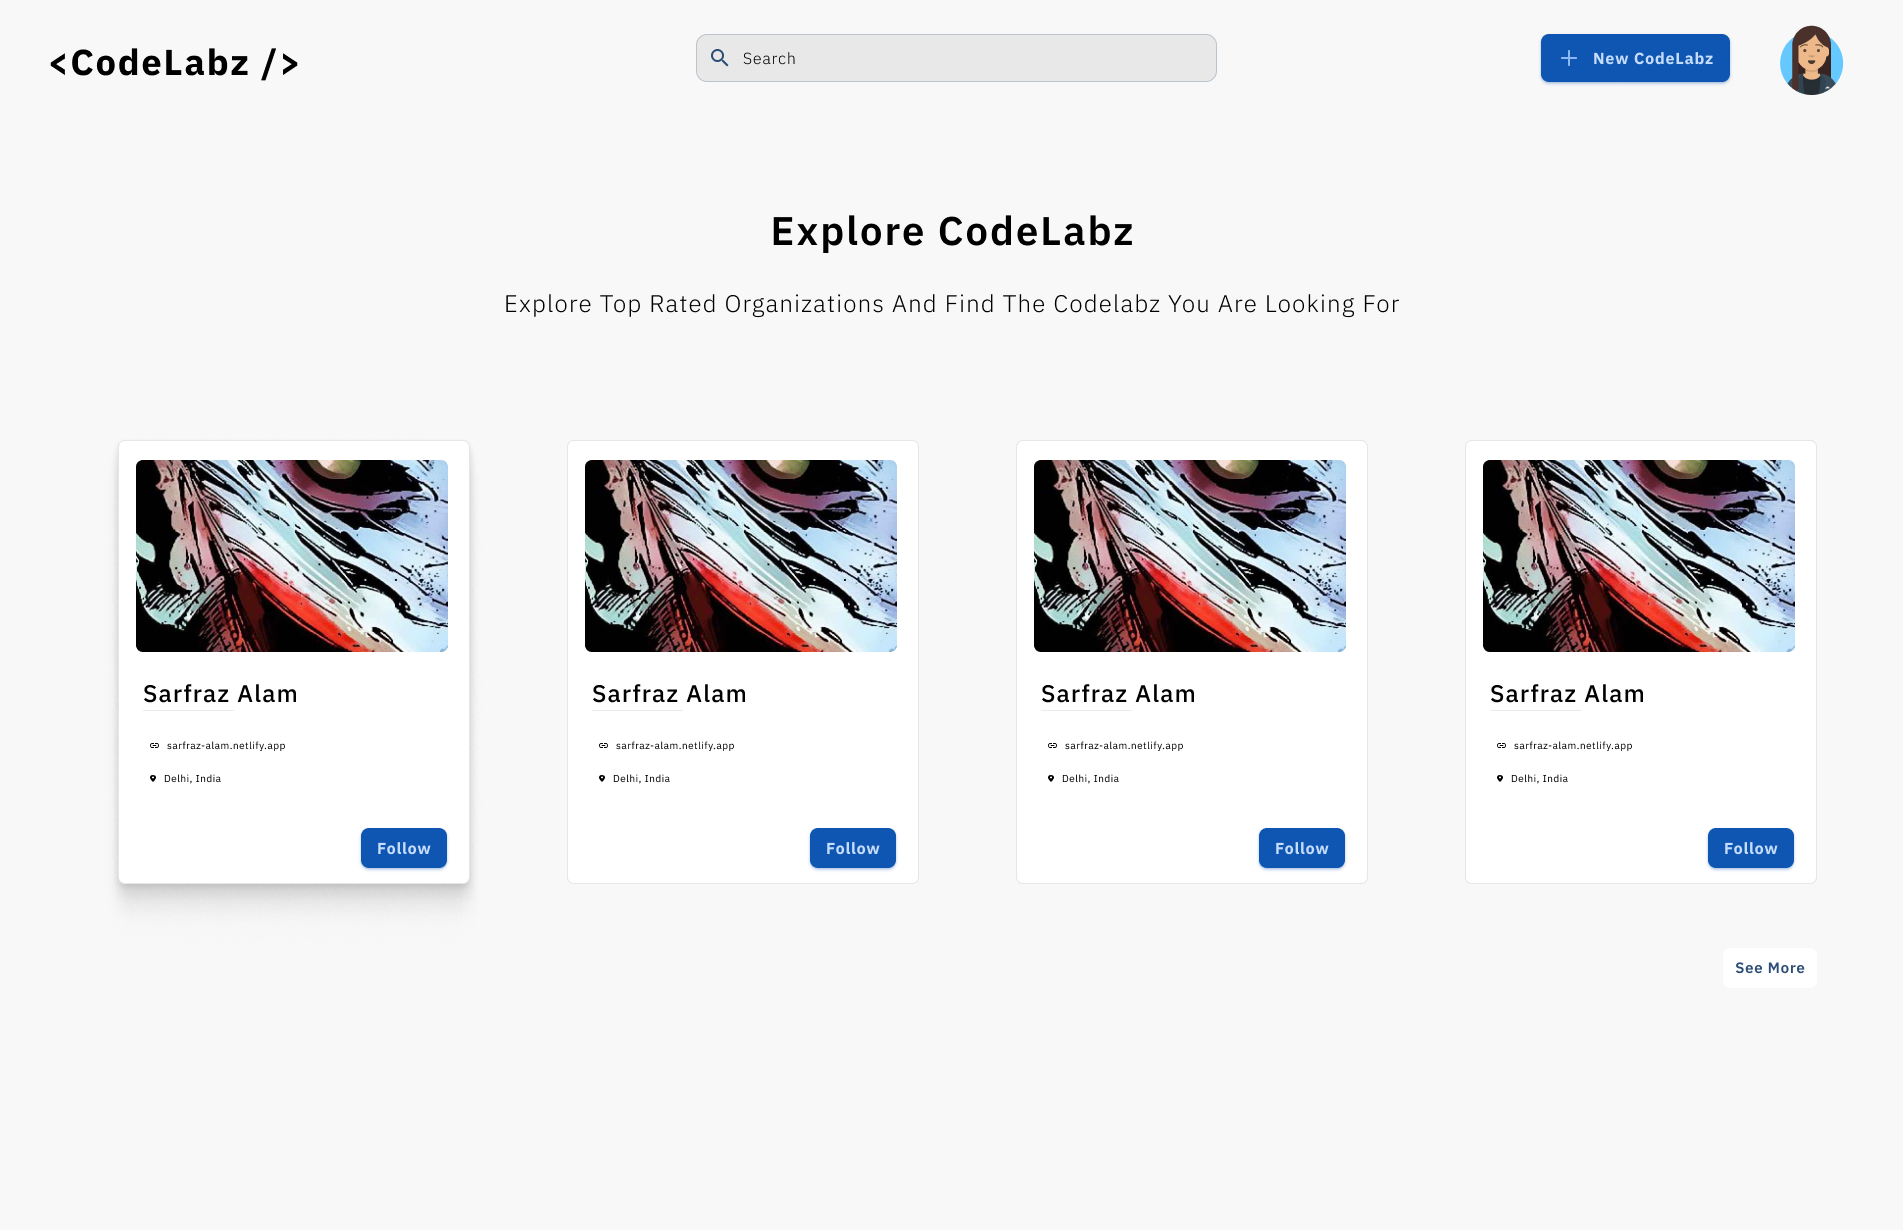 <CodeLabz />
Search
New CodeLabz
Explore CodeLabz
Explore Top Rated Organizations And Find The Codelabz You Are Looking For
Sarfraz Alam
sarfraz-alam.netlify.app
Delhi, India
Follow
Sarfraz Alam
sarfraz-alam.netlify.app
Delhi, India
Follow
Sarfraz Alam
sarfraz-alam.netlify.app
Delhi, India
Follow
Sarfraz Alam
sarfraz-alam.netlify.app
Delhi, India
Follow
See More